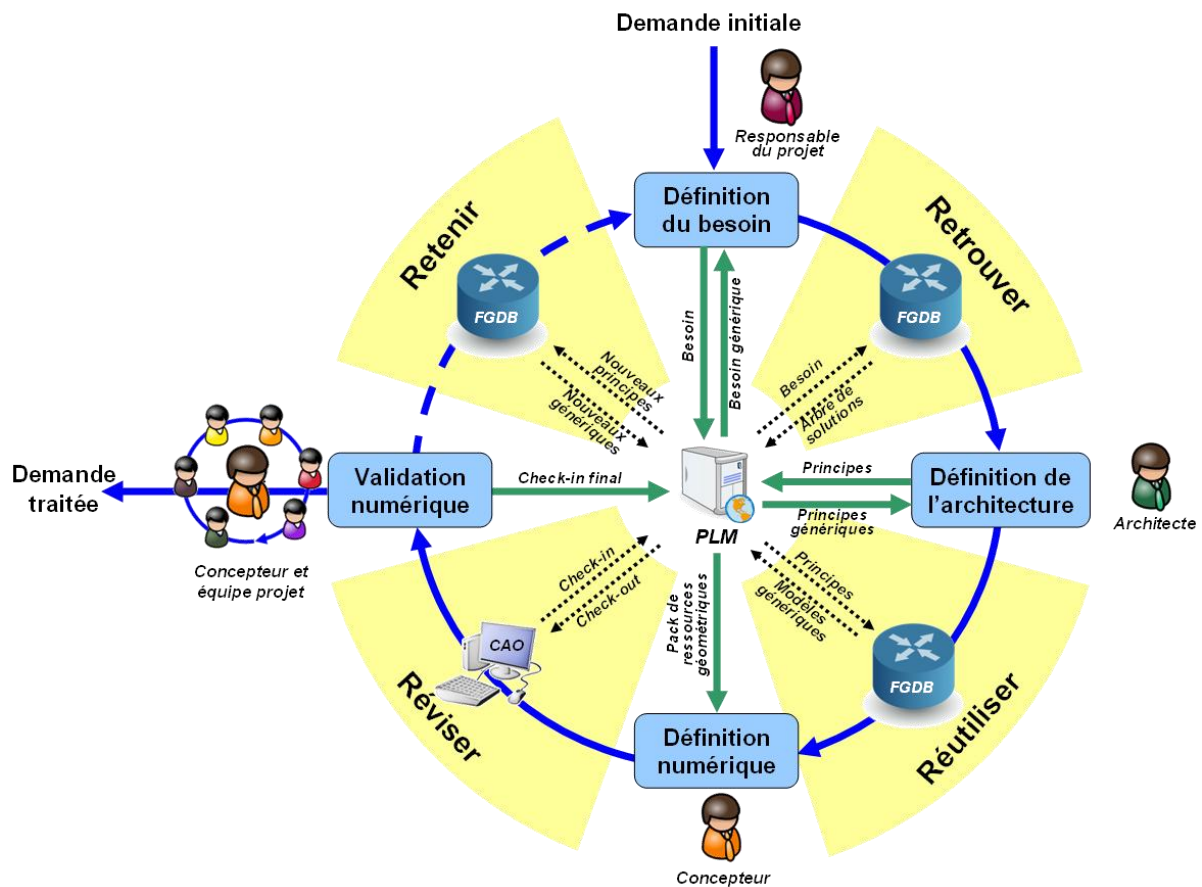 Demande initiale
Responsable
du projet
Définition
du besoin
Retenir
Retrouver
FGDB
FGDB
Besoin
Besoin générique
Nouveaux
principes
Nouveaux
génériques
Besoin
Arbre de
solutions
Demande
traitée
Validation
numérique
Check-in final
PLM
Principes
Principes
génériques
Définition de
l'architecture
Architecte
Concepteur et
équipe projet
Check-in
Check-out
Pack de
ressources
géométriques
Principes
Modèles
génériques
CAO
FGDB
Réviser
Réutiliser
Définition
numérique
Concepteur